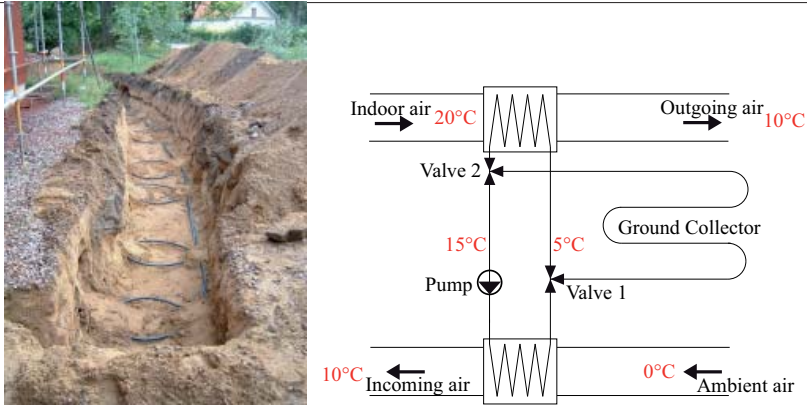 Indoor air
20°C
Outgoing air
10°C
Valve 2
Ground Collector
15°C
5°C
Pump
Valve 1
10°C
Incoming air
0°C
Ambient air